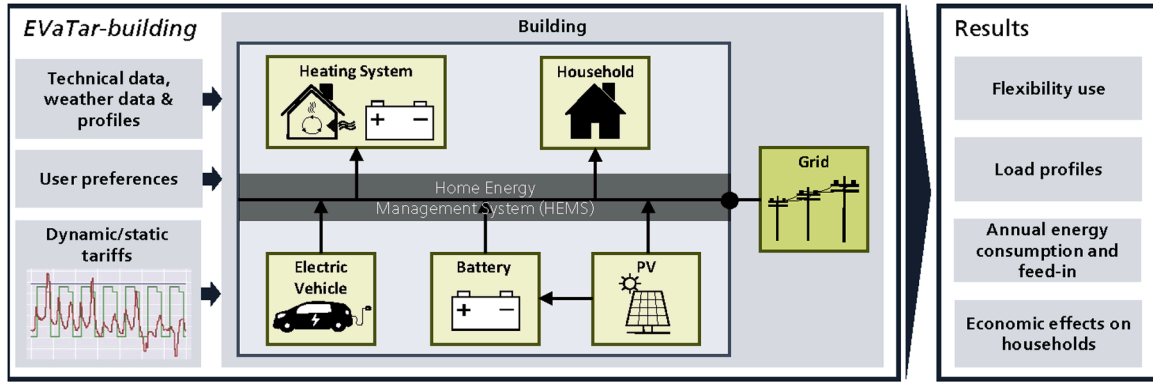 EVaTar-building
Technical data,
weather data &
profiles
User preferences
Dynamic/static
tariffs
Building
Heating System
Household
Home Energy
Management System (HEMS)
Grid
Electric
Vehicle
Battery
PV
Results
Flexibility use
Load profiles
Annual energy
consumption and
feed-in
Economic effects on
households